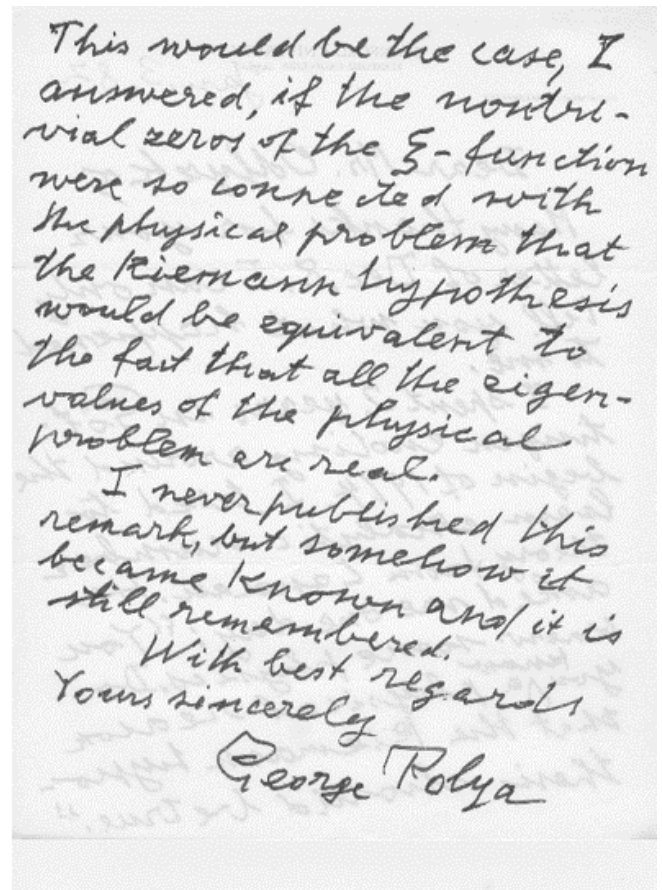 This would be the case, I
answered, if the nontri-
vial zeros of the ξ-function
were so connected with
the physical problem that
the Riemann hypothesis
would be equivalent to
the fact that all the eigen-
values of the physical
problem are real.
I never published this
remark, but somehow it
became known and it is
still remembered.
With best regards
Yours sincerely
George Polya